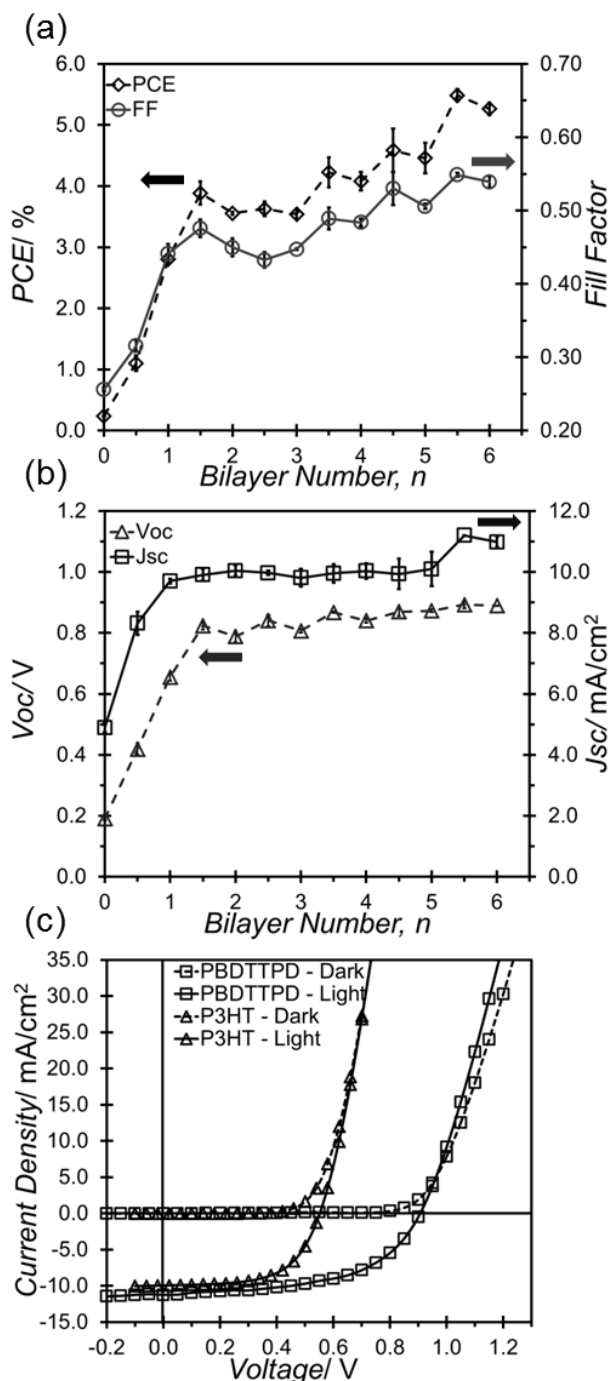 (a)
6.0
5.0
4.0
3.0
2.0
1.0
0.0
PCE/ %
PCE
FF
0.70
0.60
0.50
0.40
0.30
0.20
Fill Factor
0 1 2 3 4 5 6
Bilayer Number, n
(b)
1.2
1.0
0.8
0.6
0.4
0.2
0.0
Voc/ V
Voc
Jsc
12.0
10.0
8.0
6.0
4.0
2.0
0.0
Jsc/ mA/cm²
0 1 2 3 4 5 6
Bilayer Number, n
(c)
35.0
30.0
25.0
20.0
15.0
10.0
5.0
0.0
-5.0
-10.0
-15.0
Current Density/ mA/cm²
PBDTTPD - Dark
PBDTTPD - Light
P3HT - Dark
P3HT - Light
-0.2 0.0 0.2 0.4 0.6 0.8 1.0 1.2
Voltage/ V